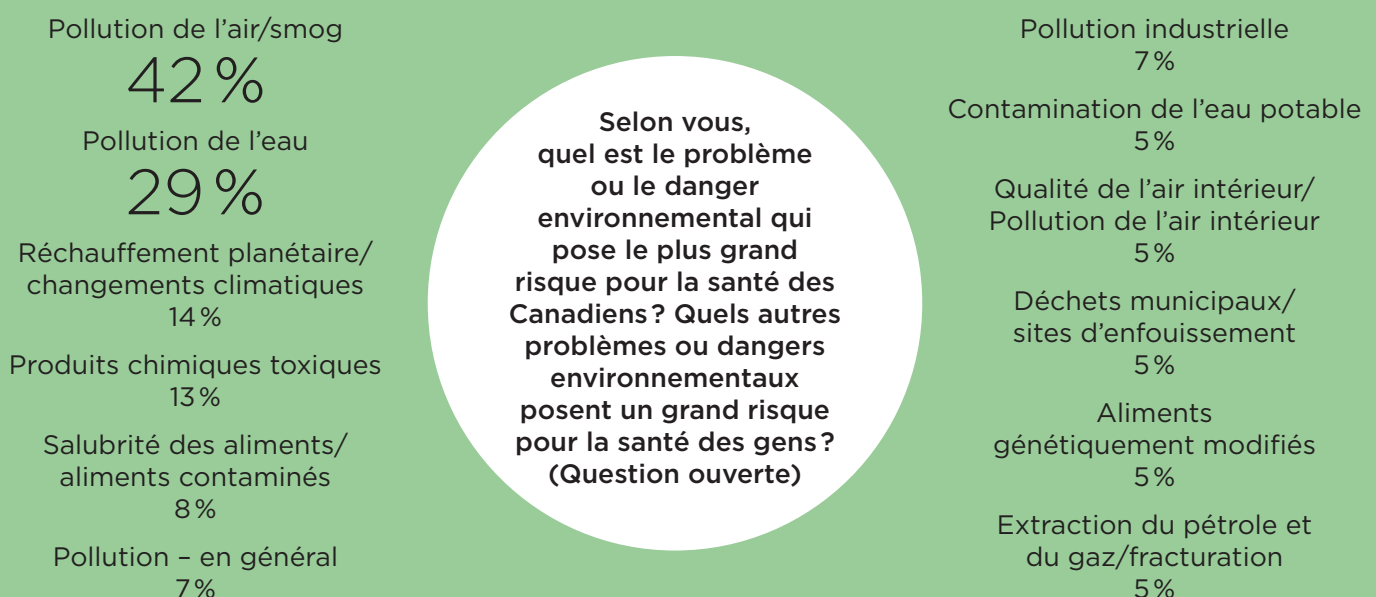 Pollution de l'air/smog
42 %
Pollution de l'eau
29 %
Réchauffement planétaire/
changements climatiques
14 %
Produits chimiques toxiques
13 %
Salubrité des aliments/
aliments contaminés
8 %
Pollution – en général
7 %
Selon vous,
quel est le problème
ou le danger
environnemental qui
pose le plus grand
risque pour la santé des
Canadiens ? Quels autres
problèmes ou dangers
environnementaux
posent un grand risque
pour la santé des gens ?
(Question ouverte)
Pollution industrielle
7 %
Contamination de l'eau potable
5 %
Qualité de l'air intérieur/
Pollution de l'air intérieur
5 %
Déchets municipaux/
sites d'enfouissement
5 %
Aliments
génétiquement modifiés
5 %
Extraction du pétrole et
du gaz/fracturation
5 %